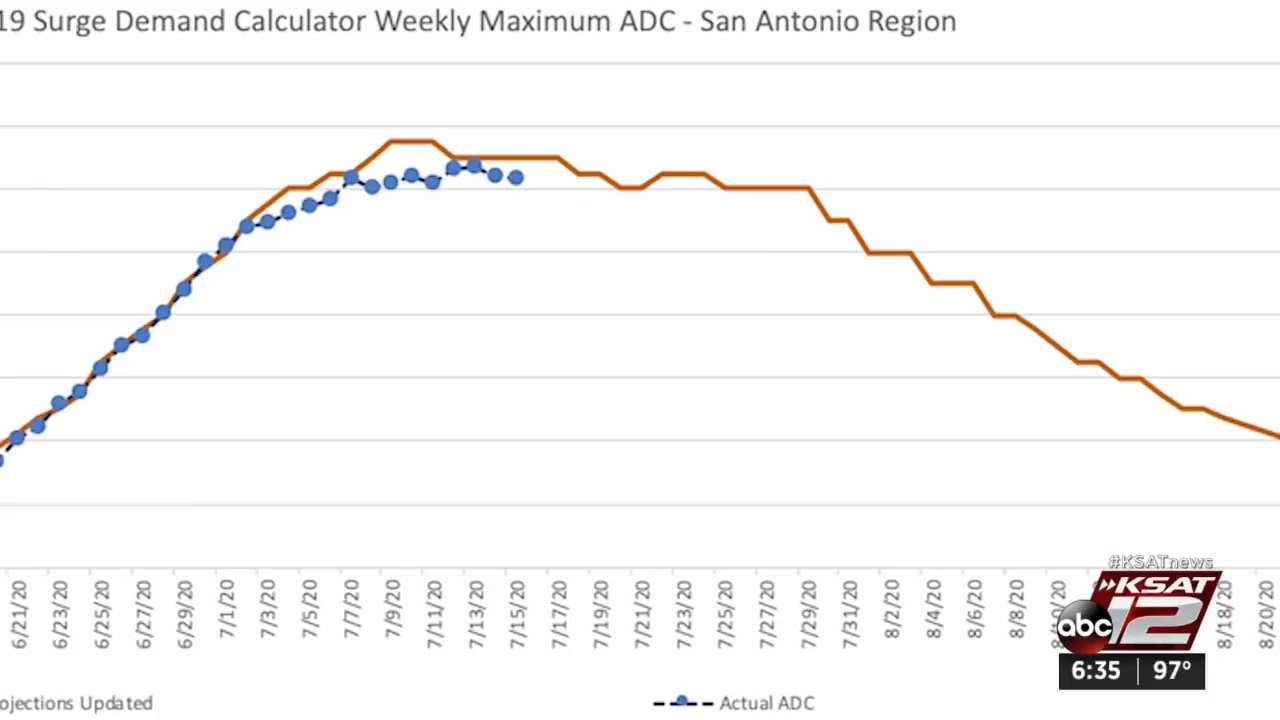 19 Surge Demand Calculator Weekly Maximum ADC - San Antonio Region
6/21/20 6/23/20 6/25/20 6/27/20 6/29/20 7/1/20 7/3/20 7/5/20 7/7/20 7/9/20 7/11/20 7/13/20 7/15/20 7/17/20 7/19/20 7/21/20 7/23/20 7/25/20 7/27/20 7/29/20 7/31/20 8/2/20 8/4/20 8/6/20 8/8/20 8/18/20 8/20/20
ojections Updated
Actual ADC
#KSATnews
KSAT
abc 12
6:35 97°